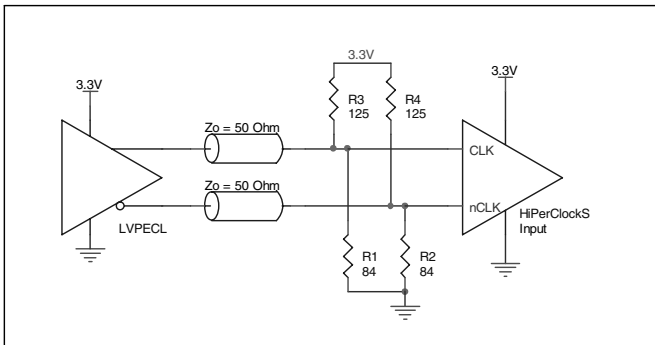 3.3V
3.3V
3.3V
R3
125
R4
125
Zo = 50 Ohm
CLK
Zo = 50 Ohm
nCLK
HiPerClockS
Input
LVPECL
R1
84
R2
84